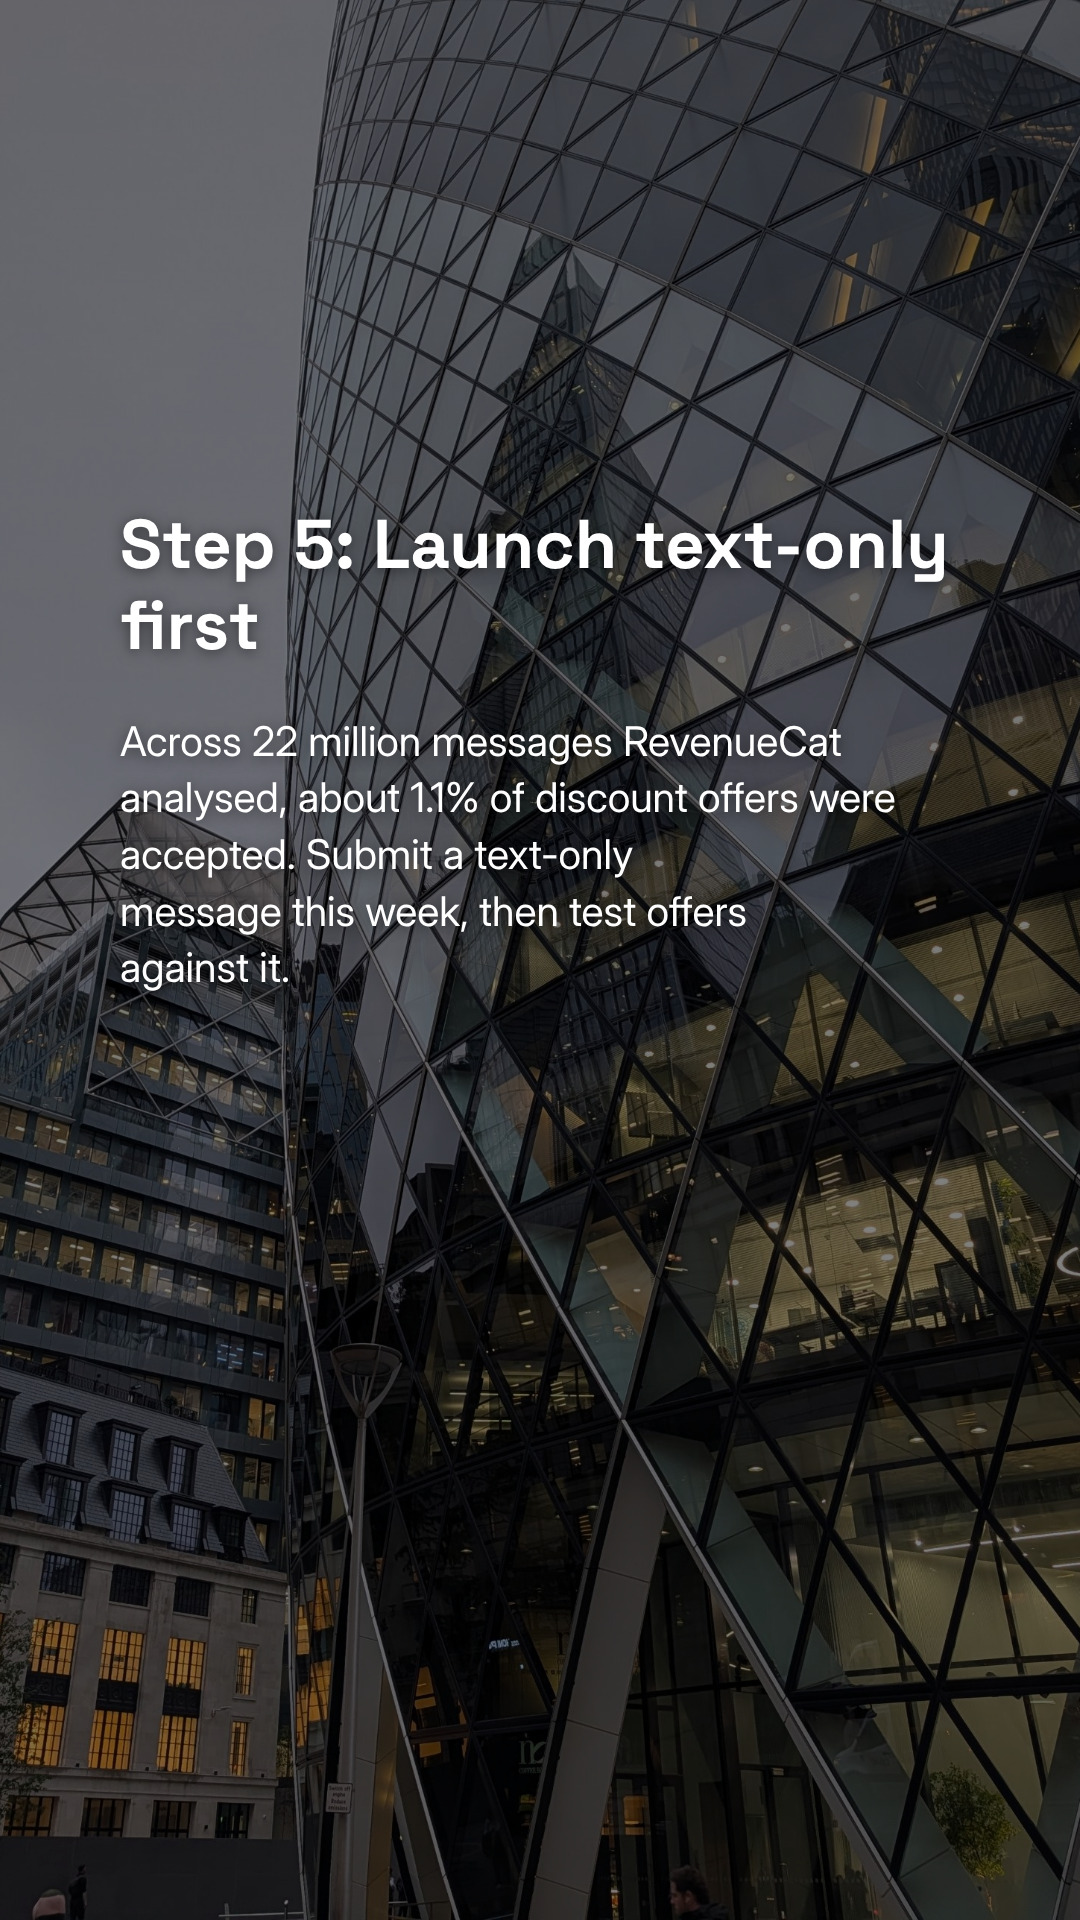 Step 5: Launch text-only
first
Across 22 million messages RevenueCat
analysed, about 1.1% of discount offers were
accepted. Submit a text-only
message this week, then test offers
against it.